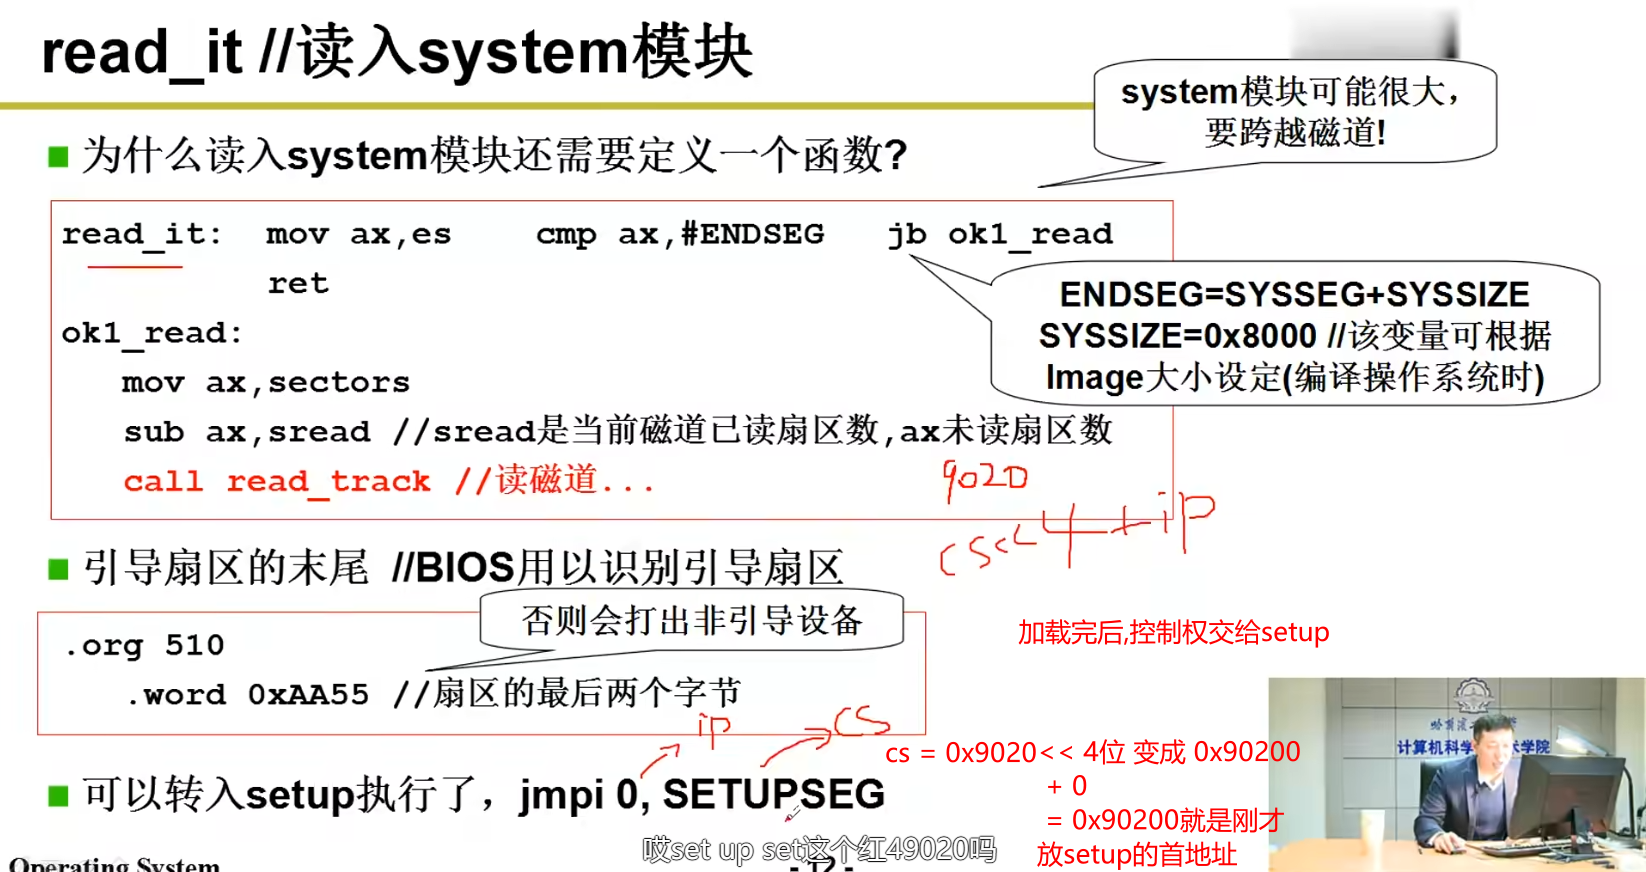 read_it //读入system模块
system模块可能很大，
要跨越磁道!
为什么读入system模块还需要定义一个函数?
read_it: mov ax,es cmp ax,#ENDSEG jb ok1_read
ret
ENDSEG=SYSSEG+SYSSIZE
SYSSIZE=0x8000 //该变量可根据
Image大小设定(编译操作系统时)
ok1_read:
mov ax,sectors
sub ax,sread //sread是当前磁道已读扇区数,ax未读扇区数
call read_track //读磁道...
9020
cs<<4+ip
引导扇区的末尾 //BIOS用以识别引导扇区
否则会打出非引导设备
.org 510
.word 0xAA55 //扇区的最后两个字节
加载完后,控制权交给setup
ip
cs
cs = 0x9020<< 4位 变成 0x90200
+ 0
= 0x90200就是刚才
放setup的首地址
可以转入setup执行了，jmpi 0, SETUPSEG
计算机科学
术学院
哎set up set这个红49020吗
Operating System
- 12 -